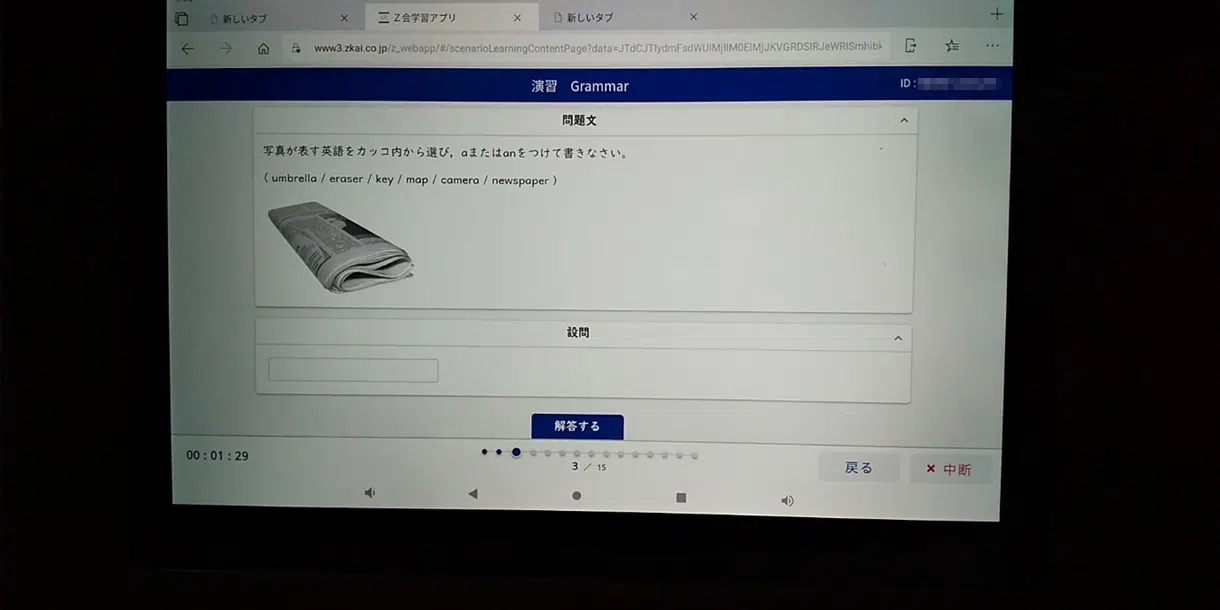 新しいタブ
Z会学習アプリ
新しいタブ
www3.zkai.co.jp/z_webapp/#/scenarioLearningContentPage?data=
演習 Grammar
ID:
問題文
写真が表す英語をカッコ内から選び，aまたはanをつけて書きなさい。
( umbrella / eraser / key / map / camera / newspaper )
設問
解答する
00:01:29
3 / 15
戻る
× 中断